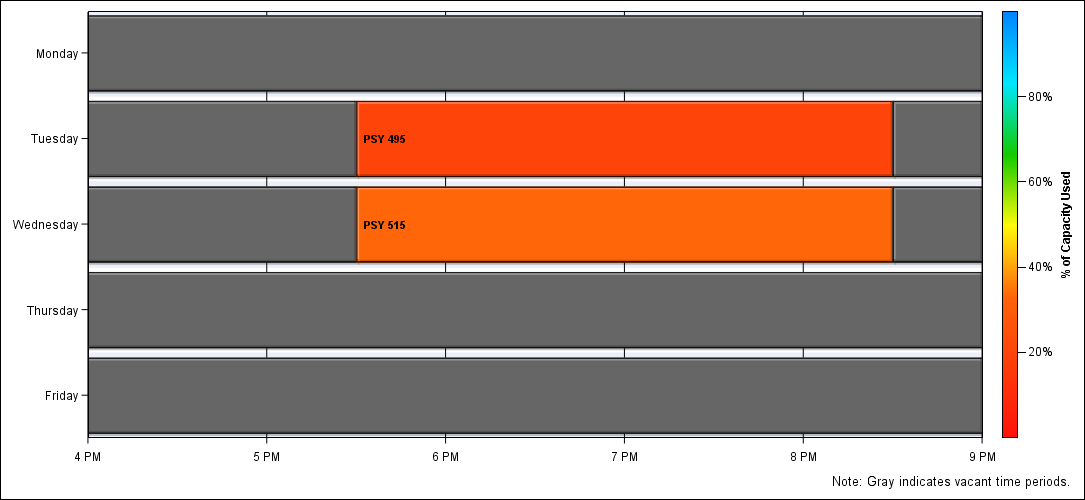 Monday
Tuesday
PSY 495
Wednesday
PSY 515
Thursday
Friday
4 PM
5 PM
6 PM
7 PM
8 PM
9 PM
80%
60%
40%
20%
% of Capacity Used
Note: Gray indicates vacant time periods.